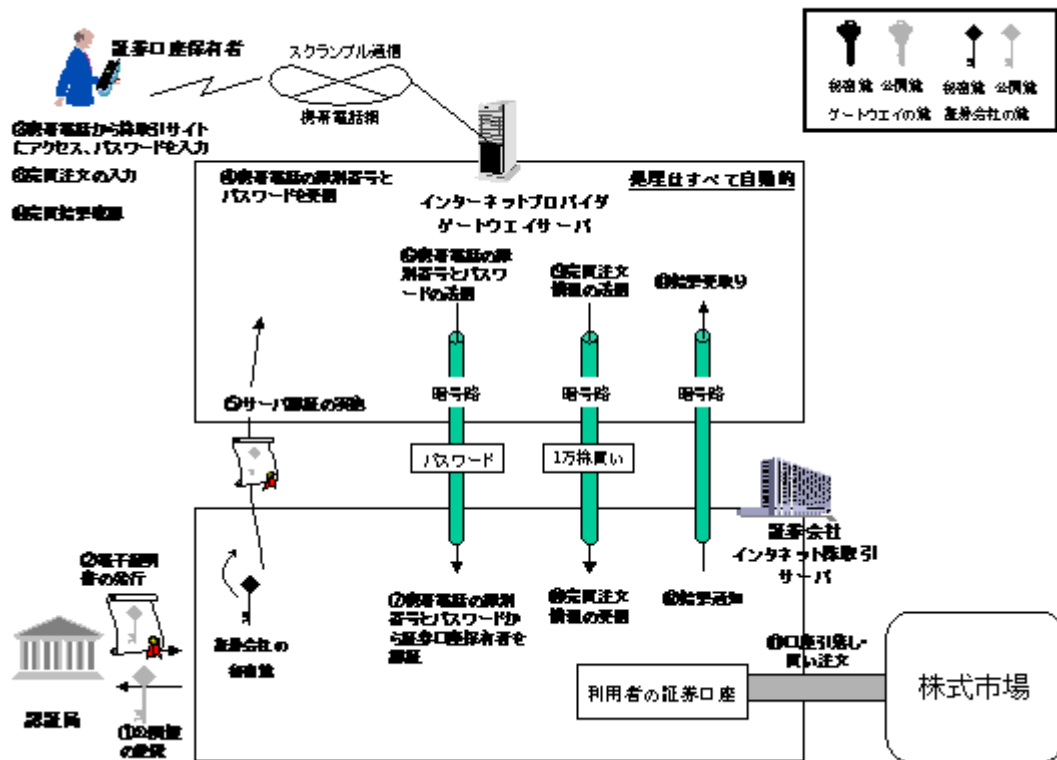 証券口座保有者
スクランブル通信
携帯電話網
秘密鍵 公開鍵 秘密鍵 公開鍵
ゲートウエイの鍵 証券会社の鍵
③携帯電話から株取引サイト
にアクセス、パスワードを入力
⑧売買注文の入力
売買結果確認
④携帯電話の識別番号と
パスワードを受信
処理はすべて自動的
インターネットプロバイダ
ゲートウエイサーバ
⑥携帯電話の識
別番号とパスワ
ードの送信
⑨売買注文
情報の送信
結果受取り
⑤サーバ認証の実施
暗号路
暗号路
暗号路
パスワード
1万株買い
証券会社
インタネット株取引
サーバ
②電子証明
書の発行
証券会社の
秘密鍵
⑦携帯電話の識別
番号とパスワードか
ら証券口座保有者を
認証
⑩売買注文
情報の受信
⑫結果通知
⑪口座引落し・
買い注文
利用者の証券口座
株式市場
認証局
①公開鍵
の登録